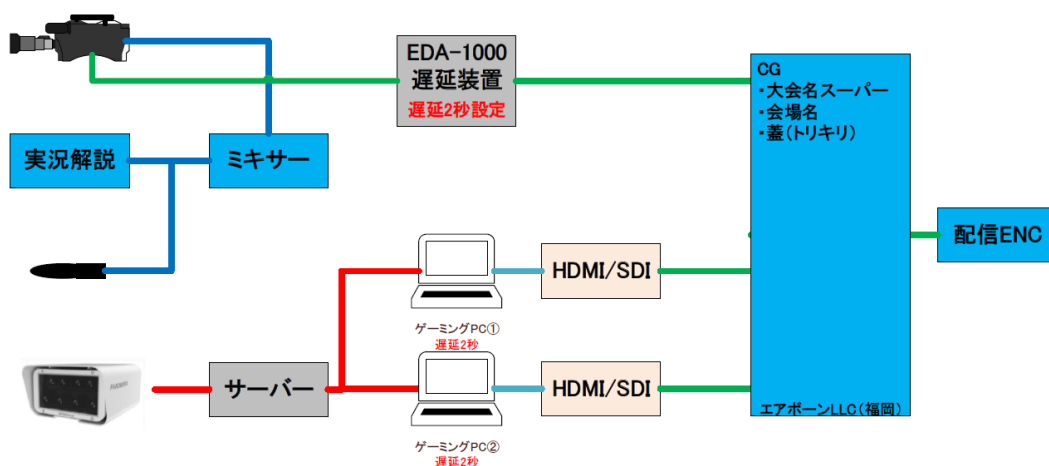 EDA-1000
遅延装置
遅延2秒設定
CG
・大会名スーパー
・会場名
・蓋(トリキリ)
実況解説
ミキサー
配信ENC
HDMI/SDI
ゲーミングPC①
遅延2秒
サーバー
HDMI/SDI
エアボーンLLC(福岡)
ゲーミングPC②
遅延2秒